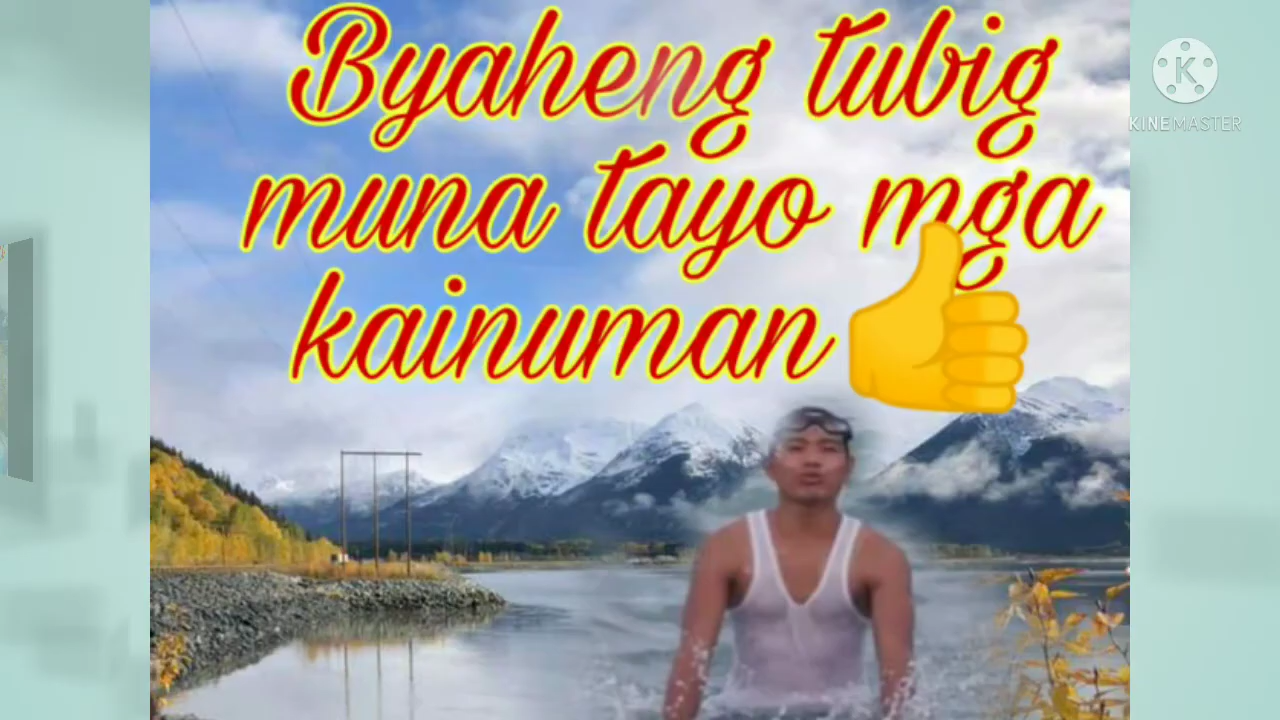 Byaheng tubig
muna tayo mga
kainuman
K
KINEMASTER